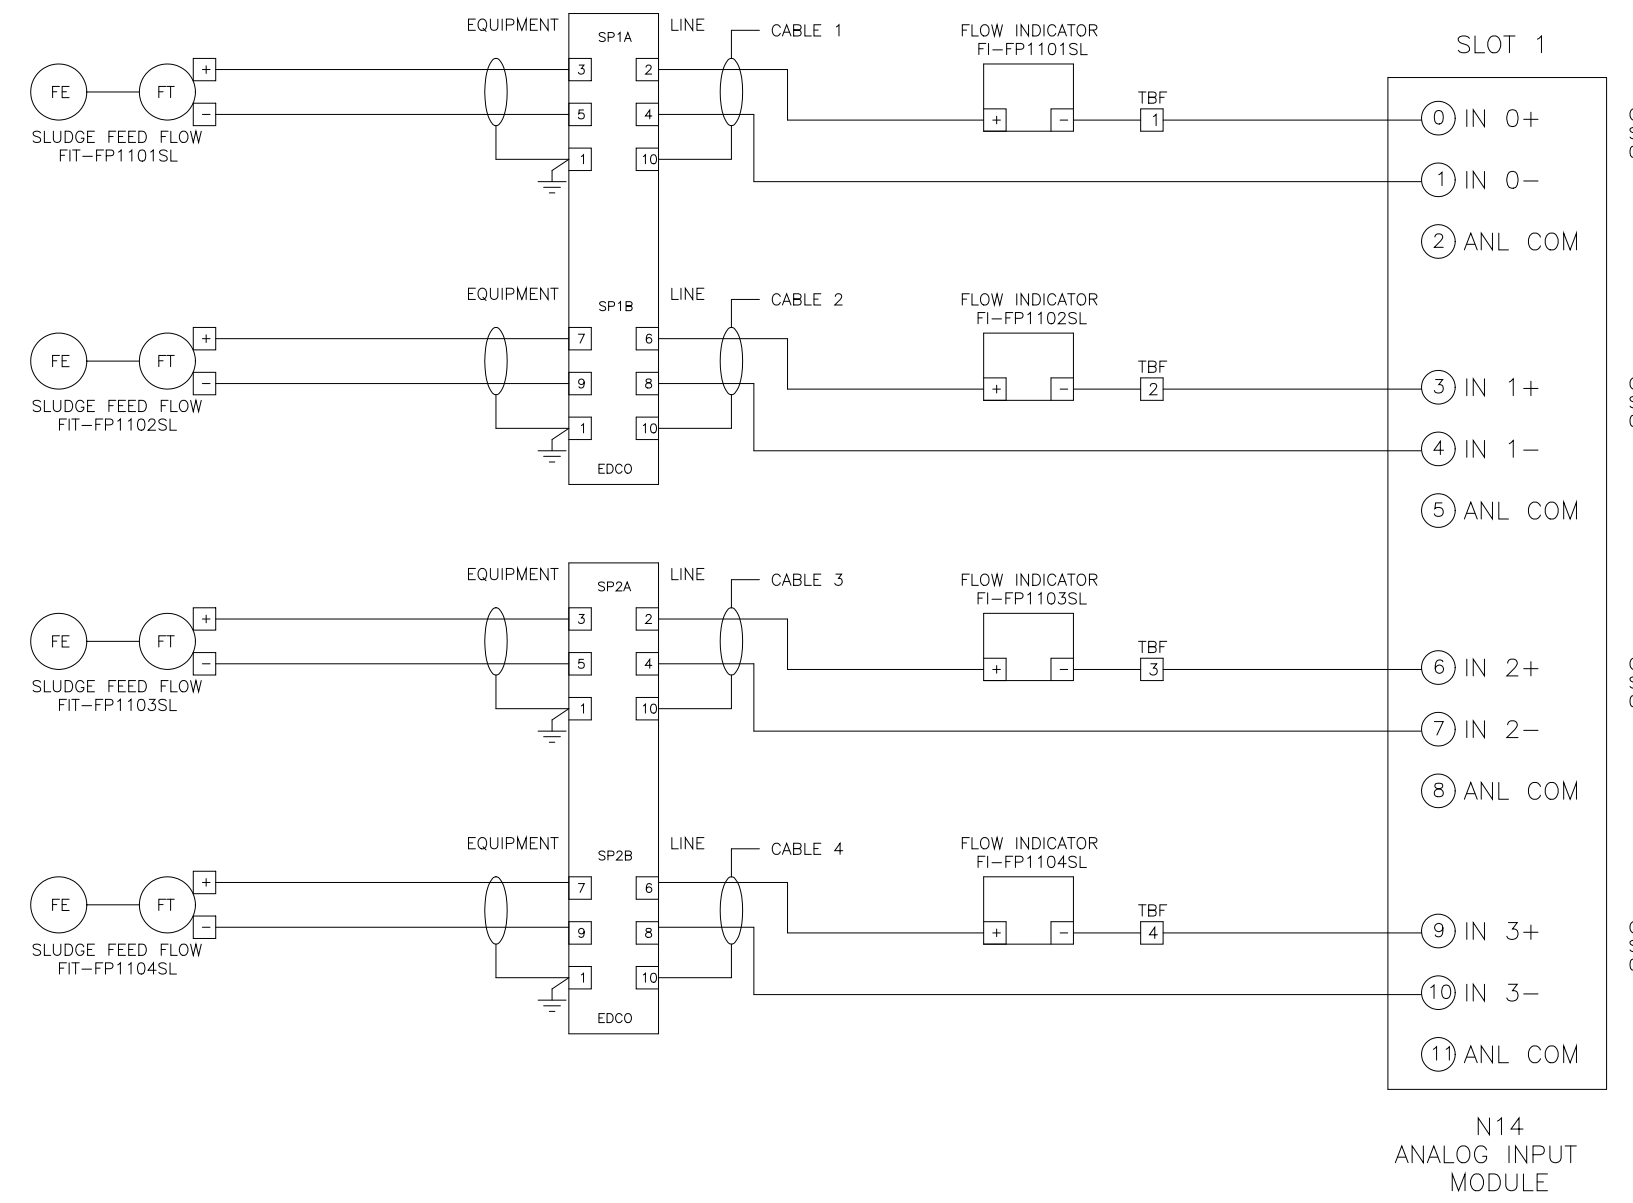 EQUIPMENT SP1A LINE CABLE 1 FLOW INDICATOR
FI-FP1101SL
SLOT 1
FE FT + 3 2
- 5 4 + - TBF 1 0 IN 0+
SLUDGE FEED FLOW
FIT-FP1101SL
1 10
1 IN 0-
2 ANL COM
EQUIPMENT SP1B LINE CABLE 2 FLOW INDICATOR
FI-FP1102SL
FE FT + 7 6
- 9 8 + - TBF 2 3 IN 1+
SLUDGE FEED FLOW
FIT-FP1102SL
1 10
4 IN 1-
EDCO
5 ANL COM
EQUIPMENT SP2A LINE CABLE 3 FLOW INDICATOR
FI-FP1103SL
FE FT + 3 2
- 5 4 + - TBF 3 6 IN 2+
SLUDGE FEED FLOW
FIT-FP1103SL
1 10
7 IN 2-
8 ANL COM
EQUIPMENT SP2B LINE CABLE 4 FLOW INDICATOR
FI-FP1104SL
FE FT + 7 6
- 9 8 + - TBF 4 9 IN 3+
SLUDGE FEED FLOW
FIT-FP1104SL
1 10
10 IN 3-
EDCO
11 ANL COM
N14
ANALOG INPUT
MODULE